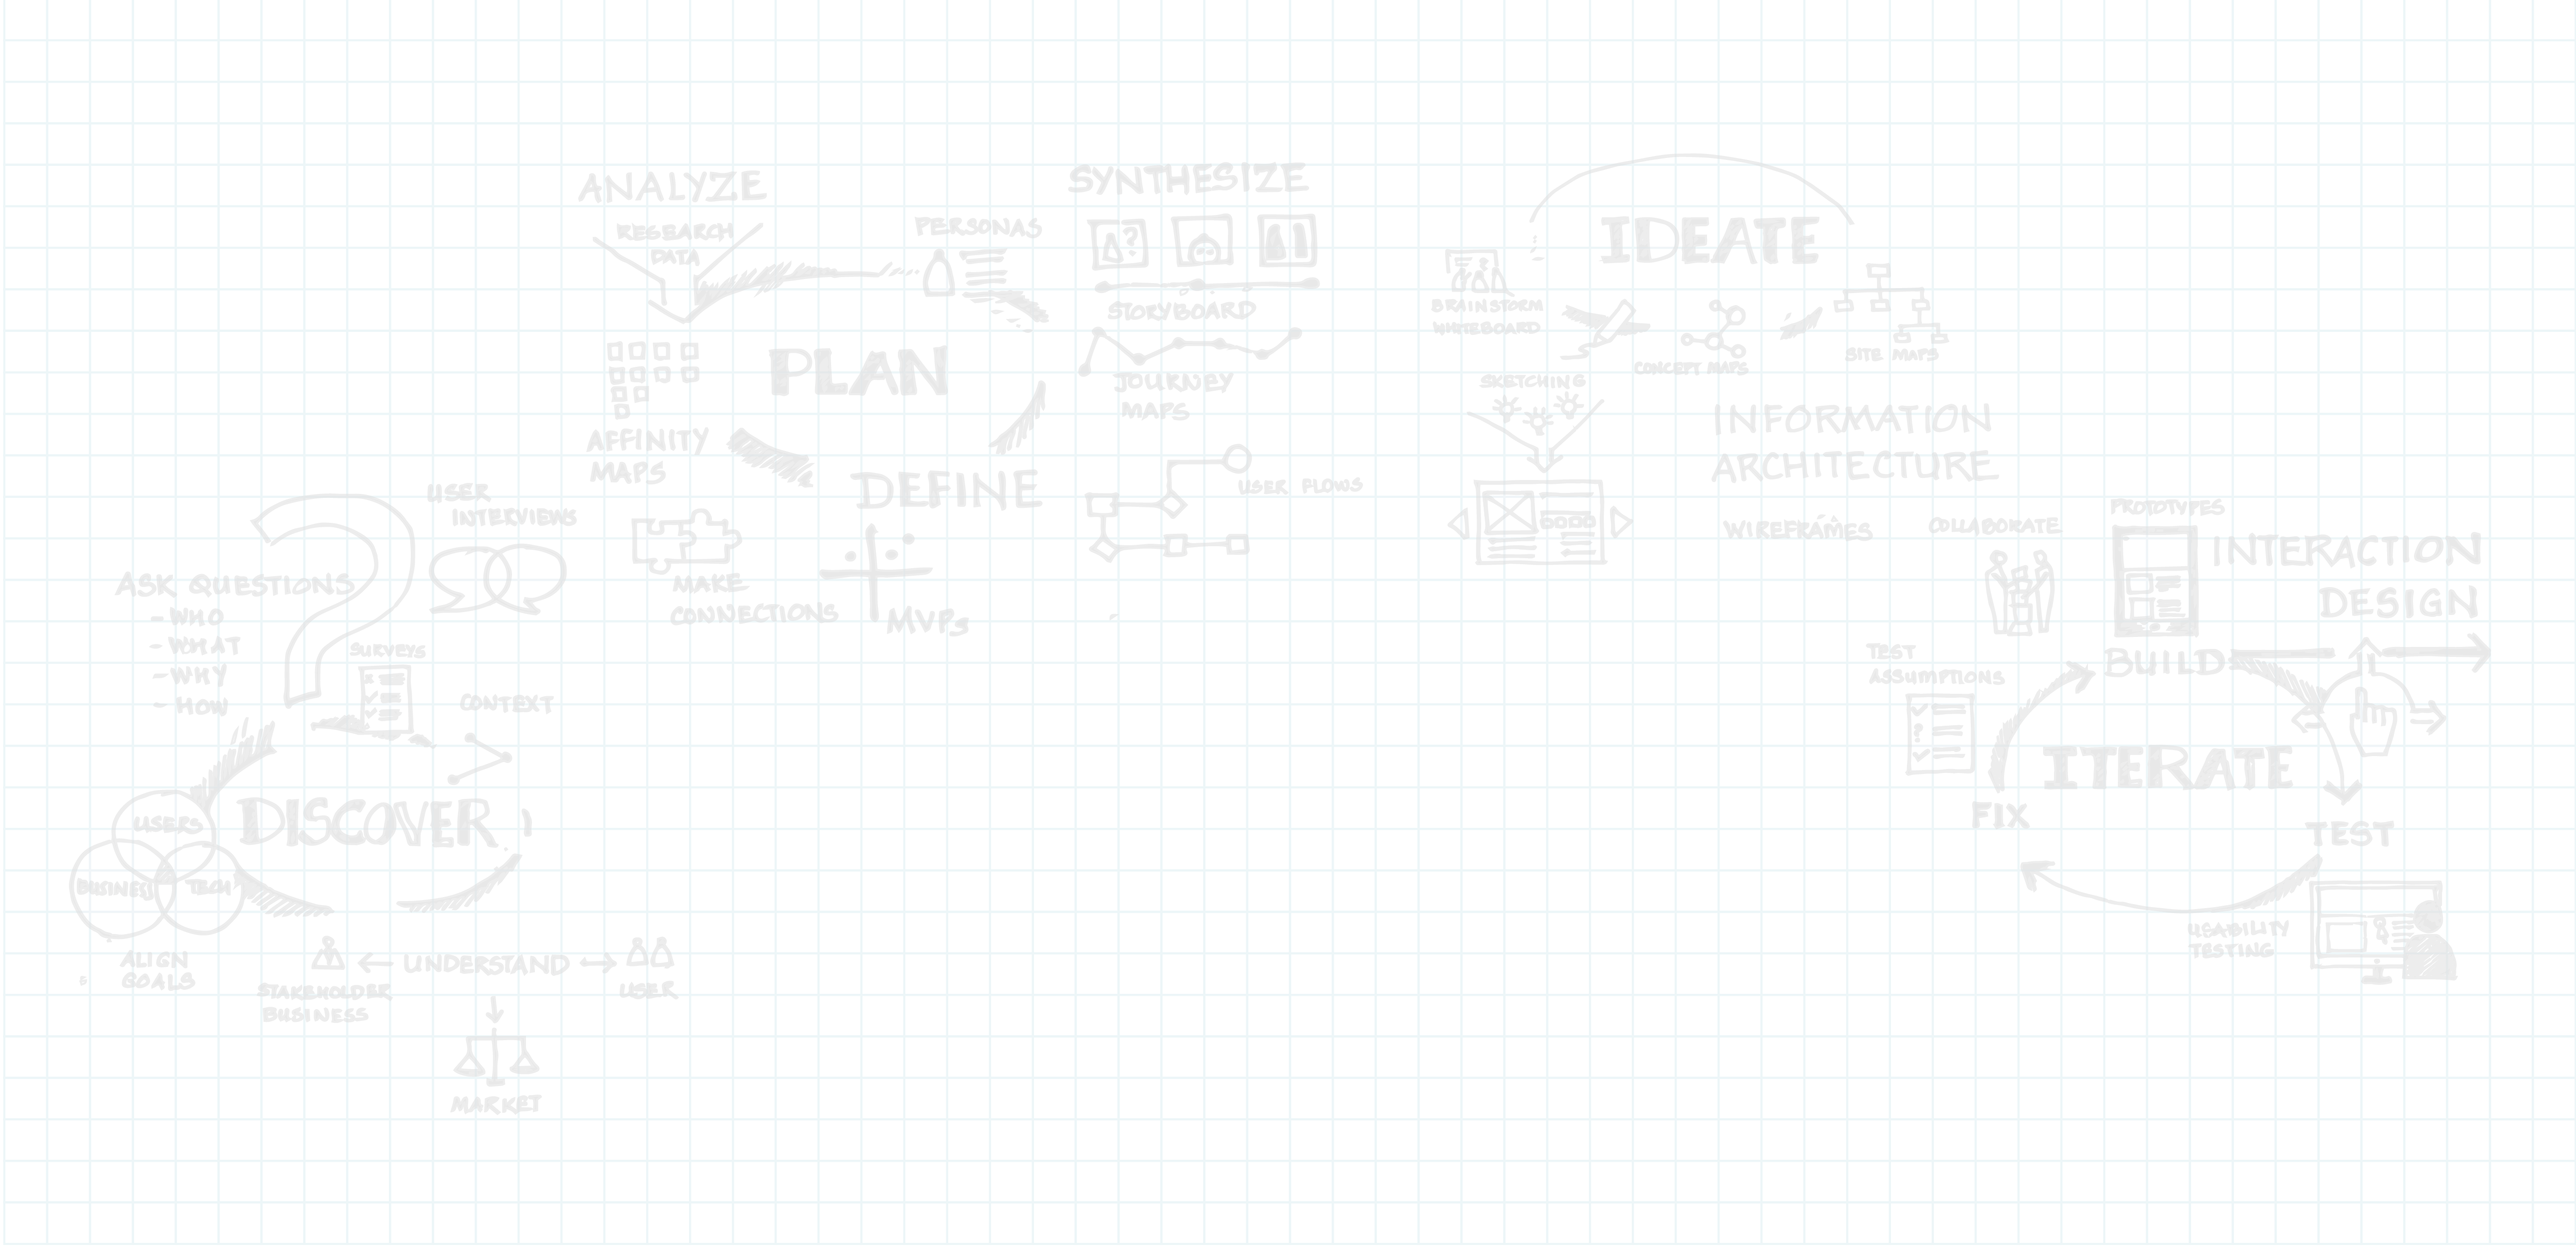 ANALYZE
RESEARCH
DATA
PERSONAS
SYNTHESIZE
STORYBOARD
JOURNEY
MAPS
PLAN
AFFINITY
MAPS
DEFINE
USER FLOWS
MAKE
CONNECTIONS
MVPs
USER
INTERVIEWS
ASK QUESTIONS
- WHO
- WHAT
- WHY
- HOW
?
SURVEYS
CONTEXT
DISCOVER
USERS
BUSINESS
TECH
ALIGN
GOALS
STAKEHOLDER
BUSINESS
UNDERSTAND
USER
MARKET
IDEATE
BRAINSTORM
WHITEBOARD
CONCEPT MAPS
SITE MAPS
SKETCHING
INFORMATION
ARCHITECTURE
WIREFRAMES
COLLABORATE
PROTOTYPES
INTERACTION
DESIGN
TEST
ASSUMPTIONS
BUILD
ITERATE
FIX
TEST
USABILITY
TESTING